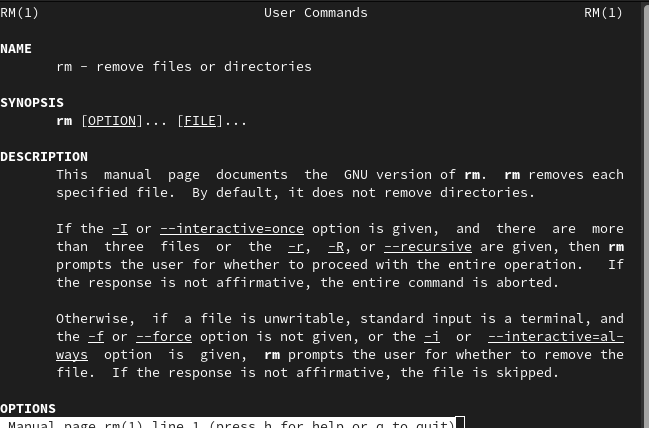 RM(1) User Commands RM(1)
NAME
rm - remove files or directories
SYNOPSIS
rm [OPTION]... [FILE]...
DESCRIPTION
This manual page documents the GNU version of rm. rm removes each
specified file. By default, it does not remove directories.
If the -I or --interactive=once option is given, and there are more
than three files or the -r, -R, or --recursive are given, then rm
prompts the user for whether to proceed with the entire operation. If
the response is not affirmative, the entire command is aborted.
Otherwise, if a file is unwritable, standard input is a terminal, and
the -f or --force option is not given, or the -i or --interactive=al-
ways option is given, rm prompts the user for whether to remove the
file. If the response is not affirmative, the file is skipped.
OPTIONS
Manual page rm(1) line 1 (press h for help or q to quit)